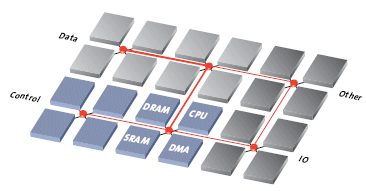 Data
Other
Control
DRAM
CPU
SRAM
DMA
IO